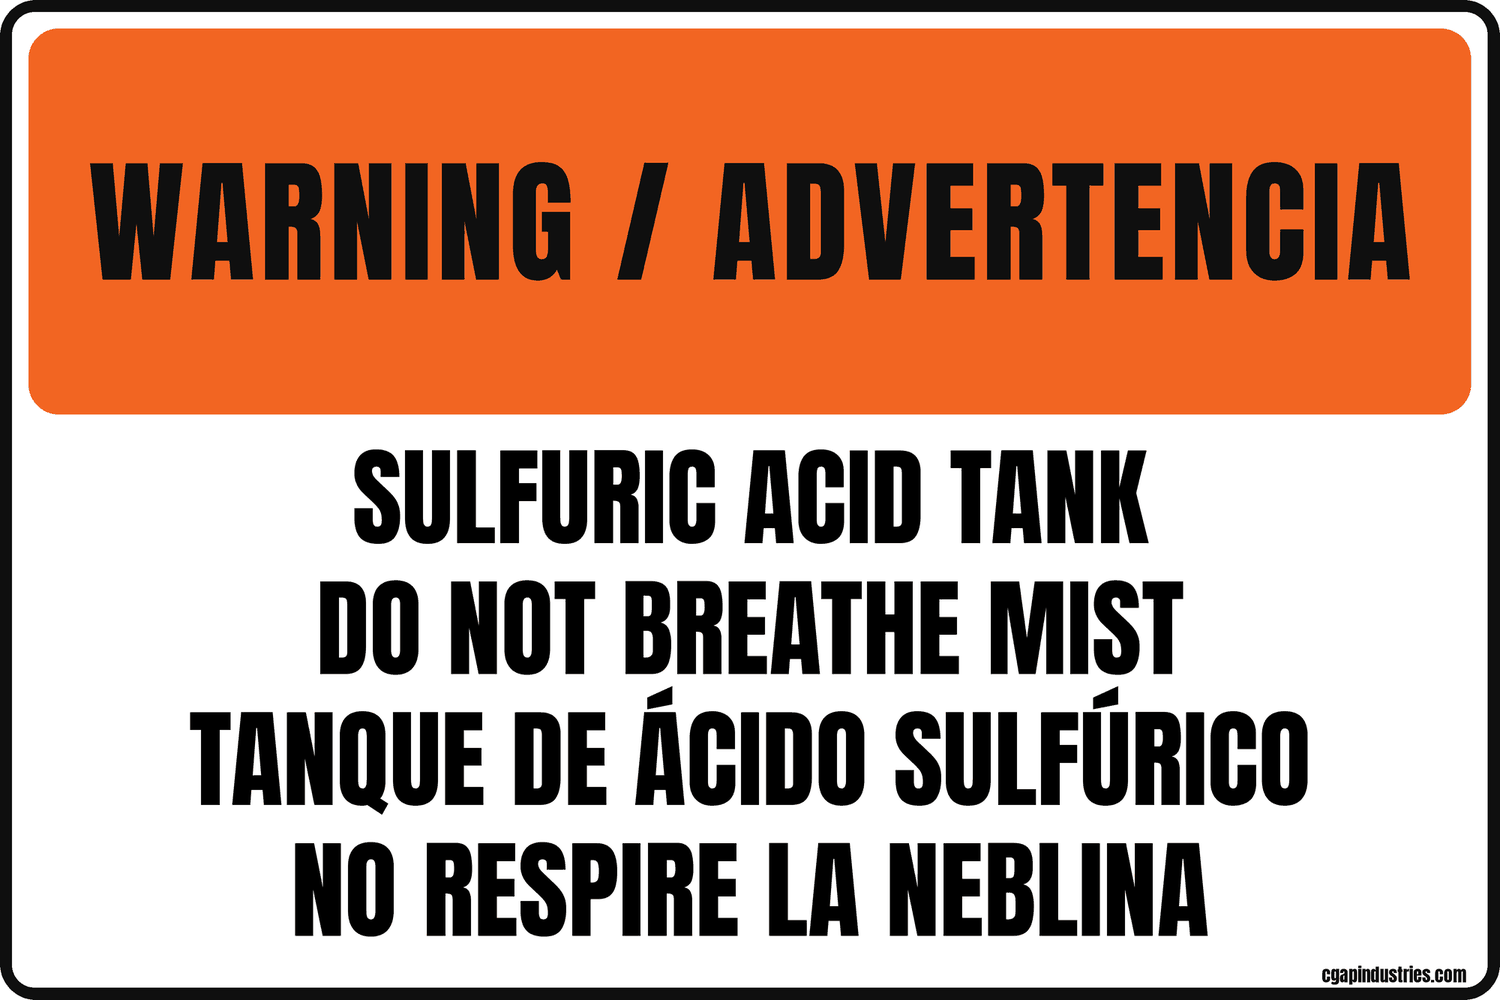 WARNING / ADVERTENCIA
SULFURIC ACID TANK
DO NOT BREATHE MIST
TANQUE DE ÁCIDO SULFÚRICO
NO RESPIRE LA NEBLINA
cgapindustries.com